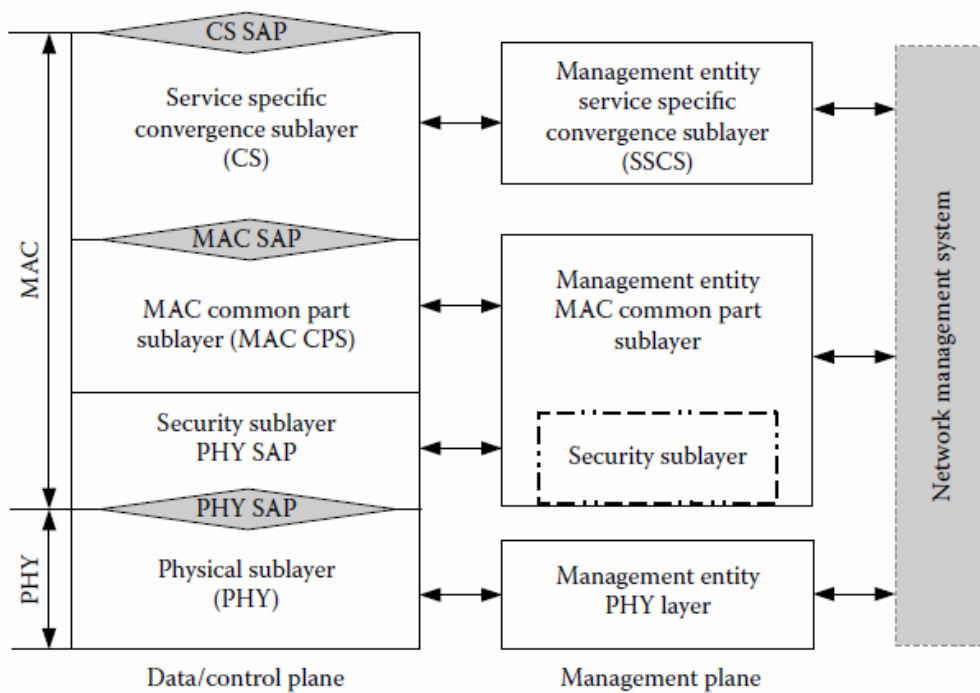 CS SAP
Service specific
convergence sublayer
(CS)
Management entity
service specific
convergence sublayer
(SSCS)
MAC SAP
MAC common part
sublayer (MAC CPS)
Management entity
MAC common part
sublayer
Security sublayer
PHY SAP
Security sublayer
PHY SAP
Physical sublayer
(PHY)
Management entity
PHY layer
MAC
PHY
Network management system
Data/control plane
Management plane